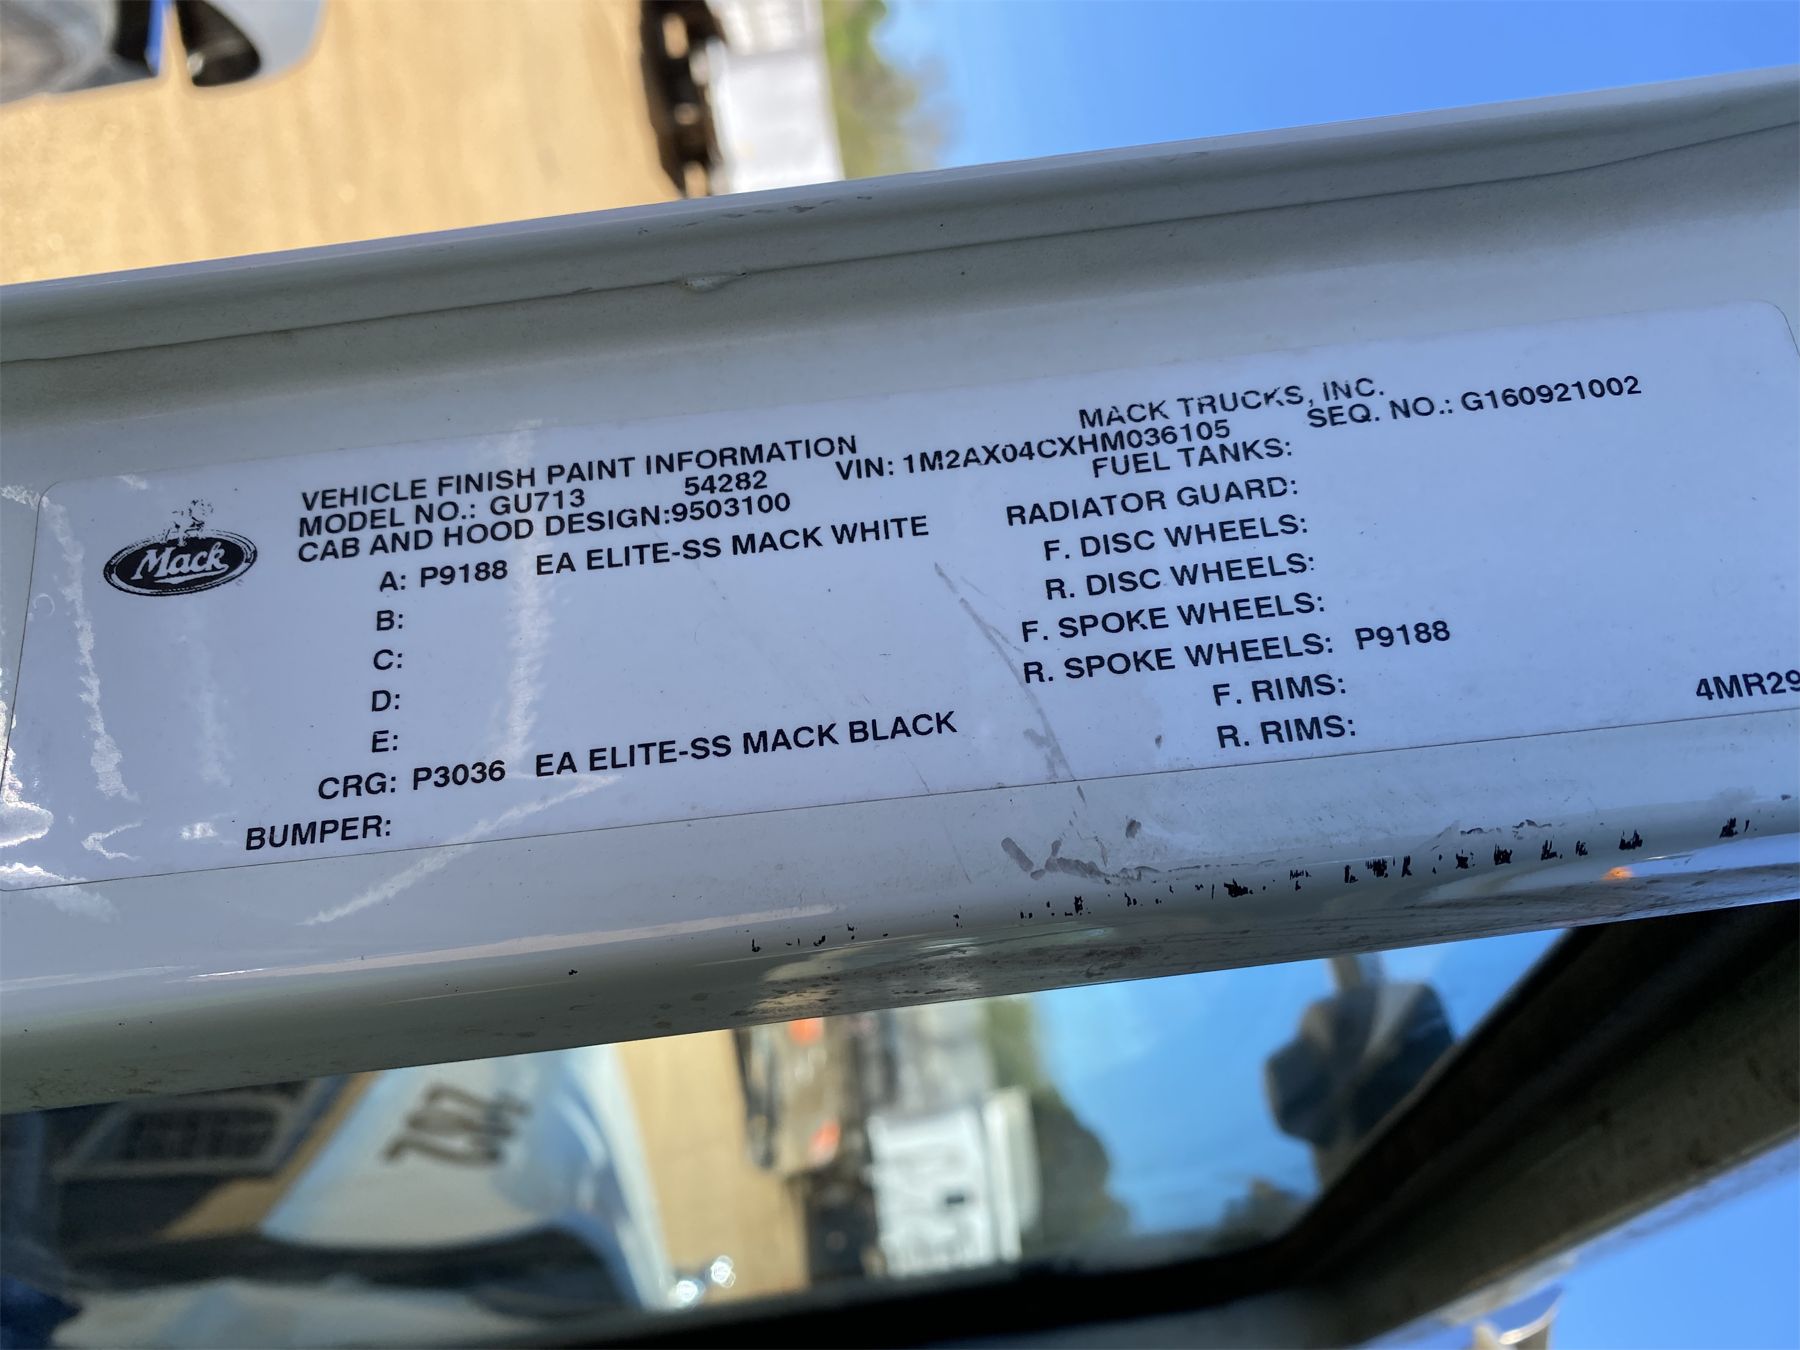 Mack
VEHICLE FINISH PAINT INFORMATION
MACK TRUCKS, INC.
MODEL NO.: GU713 54282 VIN: 1M2AX04CXHM036105 SEQ. NO.: G160921002
CAB AND HOOD DESIGN:9503100
A: P9188 EA ELITE-SS MACK WHITE
B:
C:
D:
E:
CRG: P3036 EA ELITE-SS MACK BLACK
BUMPER:
FUEL TANKS:
RADIATOR GUARD:
F. DISC WHEELS:
R. DISC WHEELS:
F. SPOKE WHEELS:
R. SPOKE WHEELS: P9188
F. RIMS:
R. RIMS:
4MR29